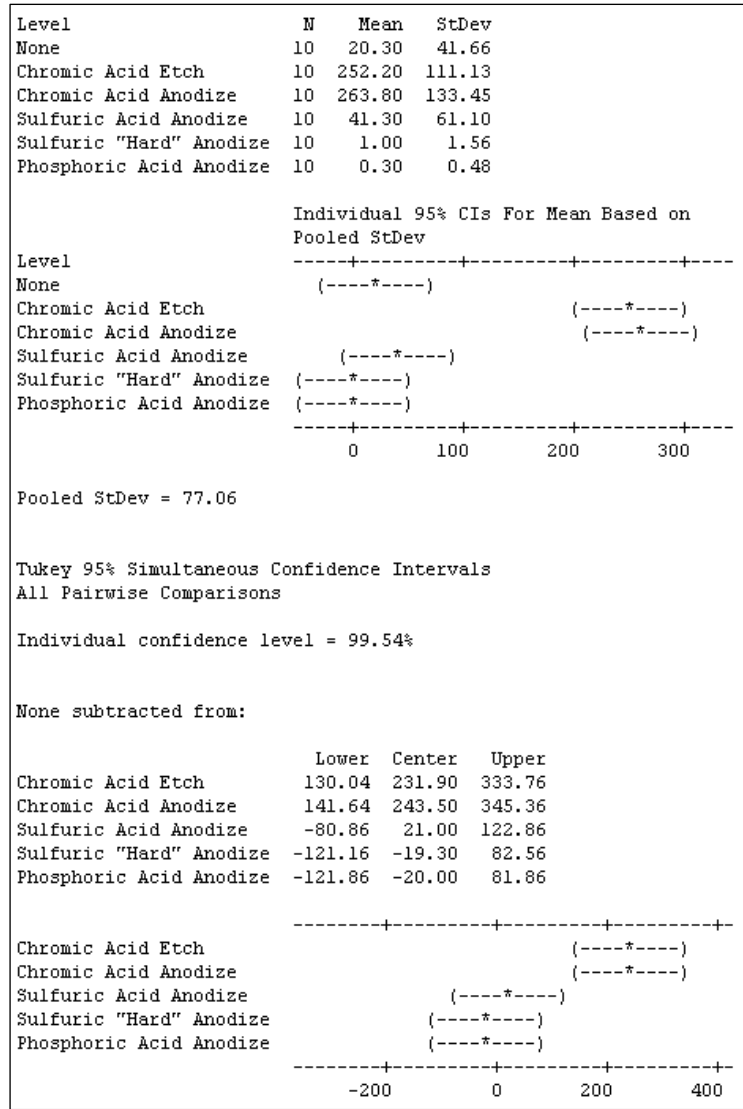 Level                     N    Mean   StDev
None                     10   20.30   41.66
Chromic Acid Etch        10  252.20  111.13
Chromic Acid Anodize     10  263.80  133.45
Sulfuric Acid Anodize    10   41.30   61.10
Sulfuric "Hard" Anodize  10    1.00    1.56
Phosphoric Acid Anodize  10    0.30    0.48
                         Individual 95% CIs For Mean Based on
                         Pooled StDev
Level                    -----+---------+---------+---------+----
None                       (----*----)
Chromic Acid Etch                                 (----*----)
Chromic Acid Anodize                               (----*----)
Sulfuric Acid Anodize        (----*----)
Sulfuric "Hard" Anodize  (----*----)
Phosphoric Acid Anodize  (----*----)
                         -----+---------+---------+---------+----
                              0       100       200       300
Pooled StDev = 77.06
Tukey 95% Simultaneous Confidence Intervals
All Pairwise Comparisons
Individual confidence level = 99.54%
None subtracted from:
                           Lower  Center   Upper
Chromic Acid Etch         130.04  231.90  333.76
Chromic Acid Anodize      141.64  243.50  345.36
Sulfuric Acid Anodize     -80.86   21.00  122.86
Sulfuric "Hard" Anodize  -121.16  -19.30   82.56
Phosphoric Acid Anodize  -121.86  -20.00   81.86
                         --------+---------+---------+---------+-
Chromic Acid Etch                                 (----*----)
Chromic Acid Anodize                              (----*----)
Sulfuric Acid Anodize                  (----*----)
Sulfuric "Hard" Anodize              (----*----)
Phosphoric Acid Anodize              (----*----)
                         --------+---------+---------+---------+-
                              -200         0       200       400